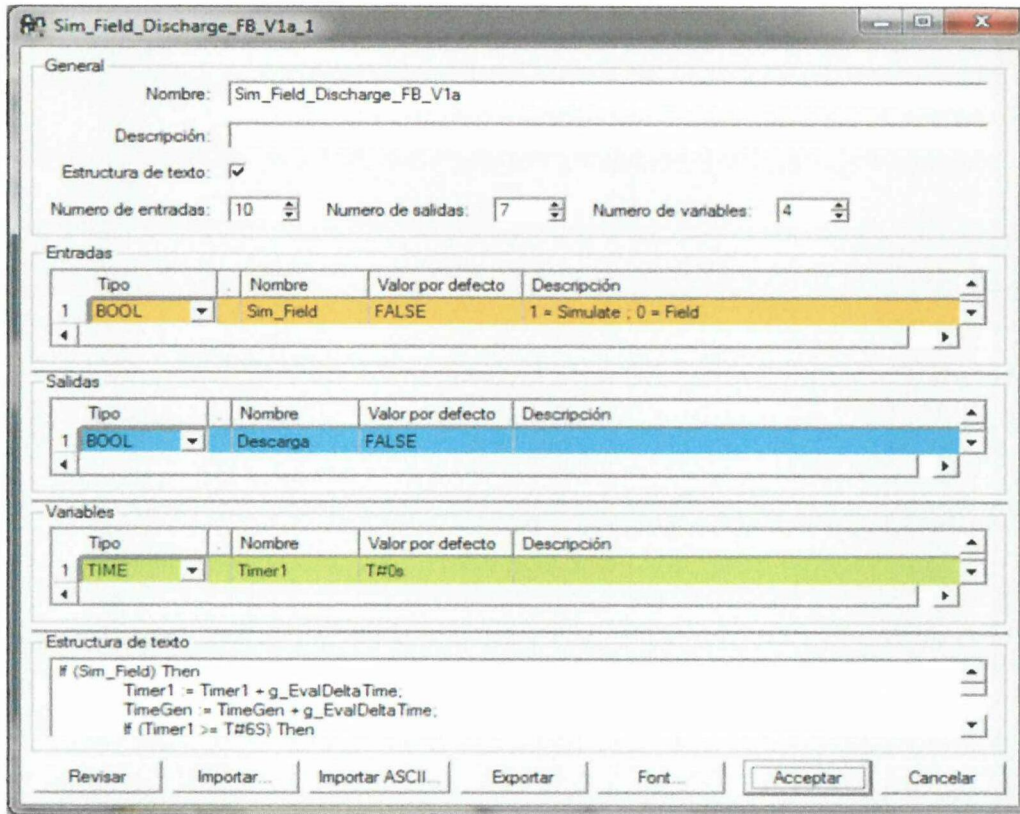 Sim_Field_Discharge_FB_V1a_1
General
Nombre: Sim_Field_Discharge_FB_V1a
Descripción:
Estructura de texto:
Numero de entradas: 10 Numero de salidas: 7 Numero de variables: 4
Entradas
Tipo . Nombre Valor por defecto Descripción
1 BOOL Sim_Field FALSE 1 = Simulate ; 0 = Field
Salidas
Tipo . Nombre Valor por defecto Descripción
1 BOOL Descarga FALSE
Variables
Tipo . Nombre Valor por defecto Descripción
1 TIME Timer1 T#0s
Estructura de texto
If (Sim_Field) Then
Timer1 := Timer1 + g_EvalDeltaTime;
TimeGen := TimeGen + g_EvalDeltaTime;
If (Timer1 >= T#6S) Then
Revisar Importar... Importar ASCII... Exportar Font... Acceptar Cancelar